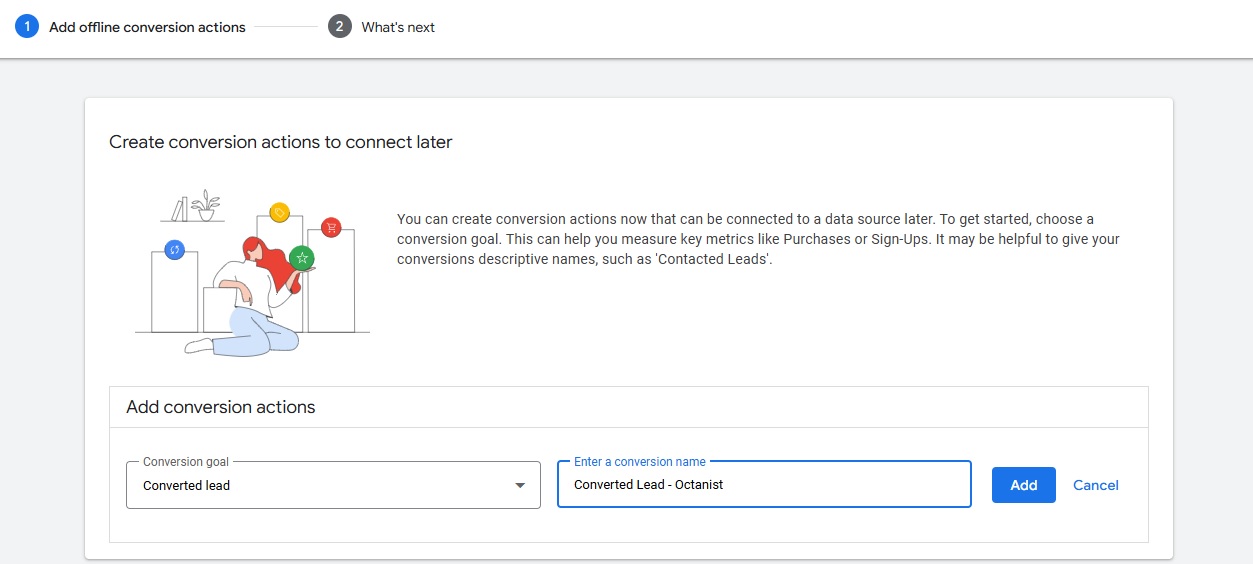 1 Add offline conversion actions 2 What's next
Create conversion actions to connect later
You can create conversion actions now that can be connected to a data source later. To get started, choose a
conversion goal. This can help you measure key metrics like Purchases or Sign-Ups. It may be helpful to give your
conversions descriptive names, such as 'Contacted Leads'.
Add conversion actions
Conversion goal
Converted lead
Enter a conversion name
Converted Lead - Octanist
Add Cancel